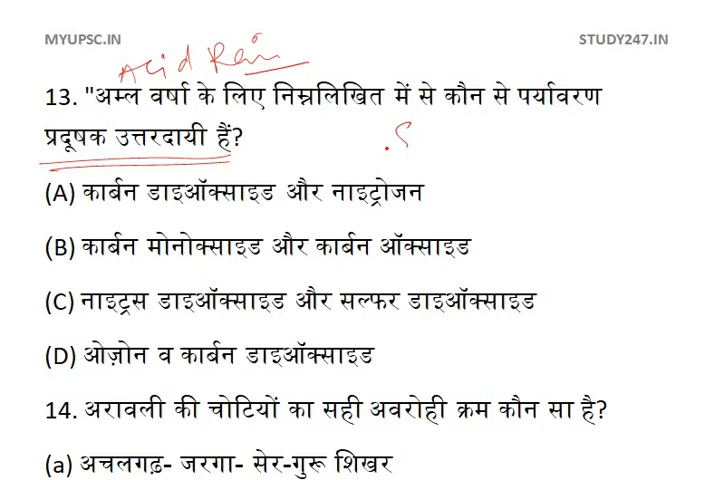 MYUPSC.IN STUDY247.IN
Acid Rain
13. "अम्ल वर्षा के लिए निम्नलिखित में से कौन से पर्यावरण
प्रदूषक उत्तरदायी हैं?
(A) कार्बन डाइऑक्साइड और नाइट्रोजन
(B) कार्बन मोनोक्साइड और कार्बन ऑक्साइड
(C) नाइट्रस डाइऑक्साइड और सल्फर डाइऑक्साइड
(D) ओज़ोन व कार्बन डाइऑक्साइड
14. अरावली की चोटियों का सही अवरोही क्रम कौन सा है?
(a) अचलगढ़- जरगा- सेर-गुरू शिखर